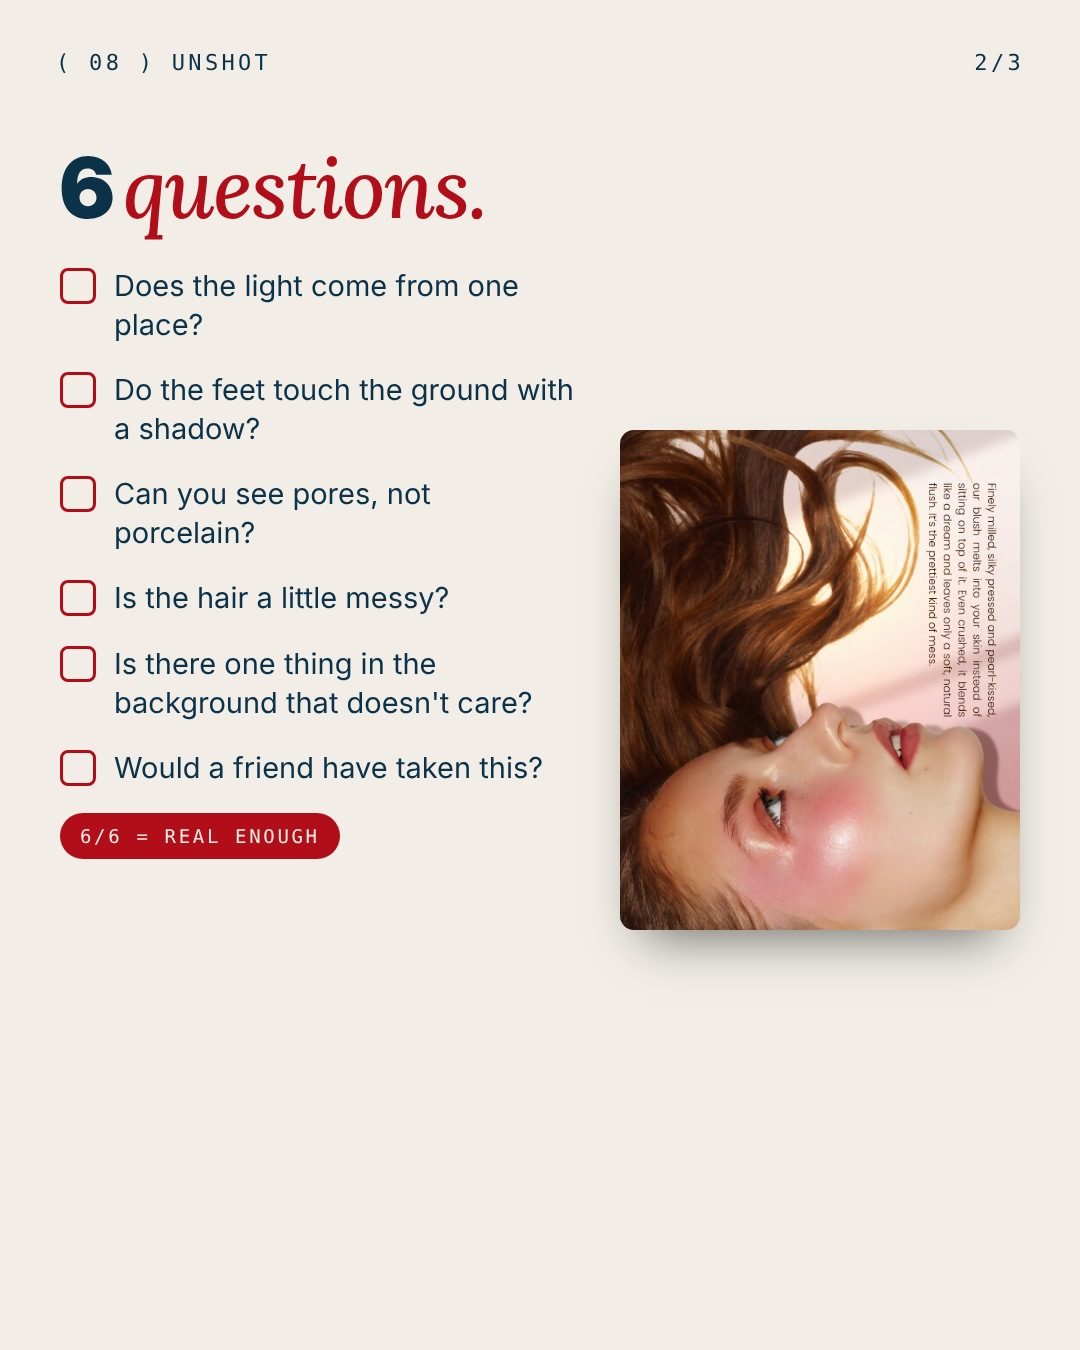 ( 08 ) UNSHOT
2/3
6 questions.
Does the light come from one
place?
Do the feet touch the ground with
a shadow?
Can you see pores, not
porcelain?
Is the hair a little messy?
Is there one thing in the
background that doesn't care?
Would a friend have taken this?
6/6 = REAL ENOUGH
Finely milled, silky pressed and pearl-kissed,
our blush melts into your skin instead of
sitting on top of it. Even crushed, it blends
like a dream and leaves only a soft, natural
flush. It's the prettiest kind of mess.